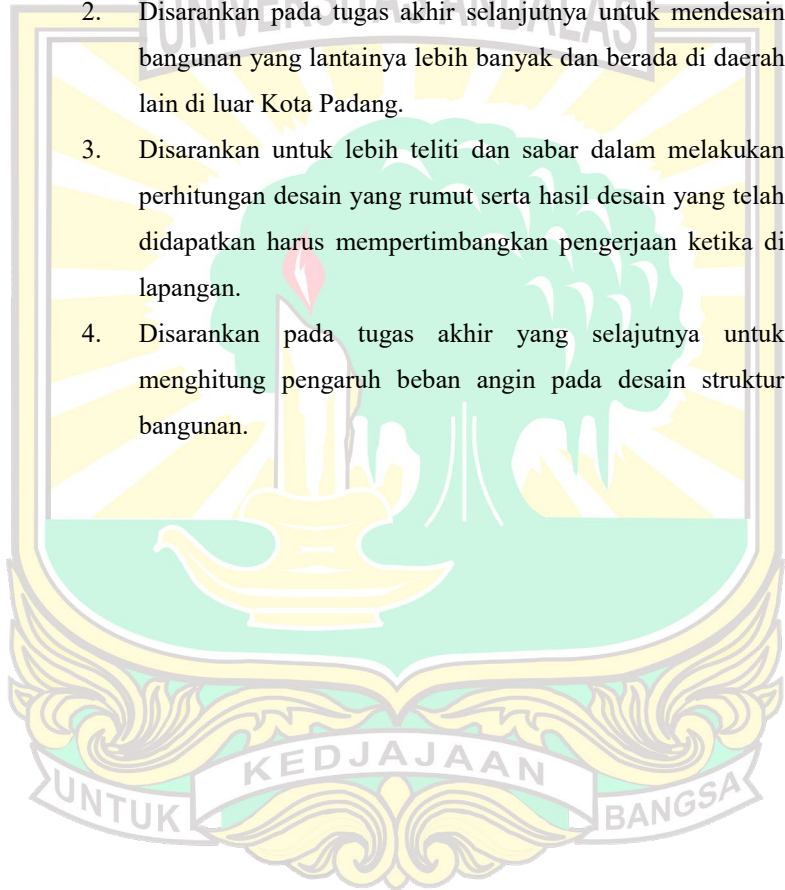 UNIVERSITAS ANDALAS
2. Disarankan pada tugas akhir selanjutnya untuk mendesain
bangunan yang lantainya lebih banyak dan berada di daerah
lain di luar Kota Padang.
3. Disarankan untuk lebih teliti dan sabar dalam melakukan
perhitungan desain yang rumut serta hasil desain yang telah
didapatkan harus mempertimbangkan pengerjaan ketika di
lapangan.
4. Disarankan pada tugas akhir yang selajutnya untuk
menghitung pengaruh beban angin pada desain struktur
bangunan.
UNTUK KEDJAJAAN BANGSA